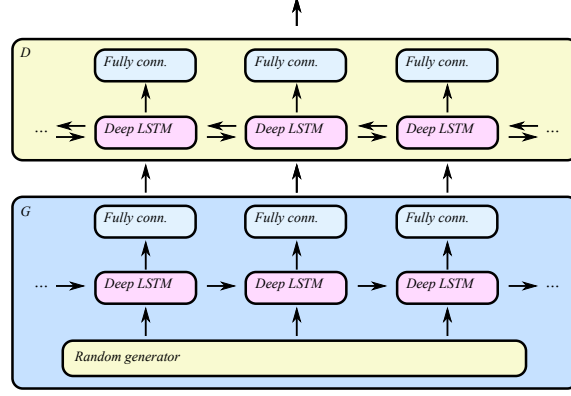 D
Fully conn. Fully conn. Fully conn.
... Deep LSTM Deep LSTM Deep LSTM ...
G
Fully conn. Fully conn. Fully conn.
... Deep LSTM Deep LSTM Deep LSTM ...
Random generator